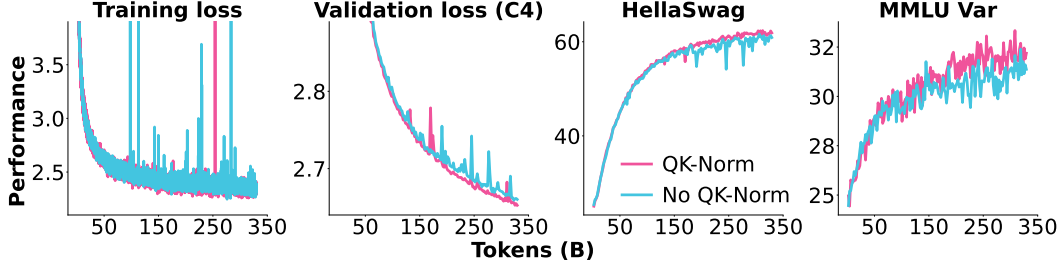 Training loss
Validation loss (C4)
HellaSwag
MMLU Var
Performance
3.5
3.0
2.5
50 150 250 350
2.8
2.7
50 150 250 350
60
40
50 150 250 350
QK-Norm
No QK-Norm
32
30
28
25
50 150 250 350
Tokens (B)